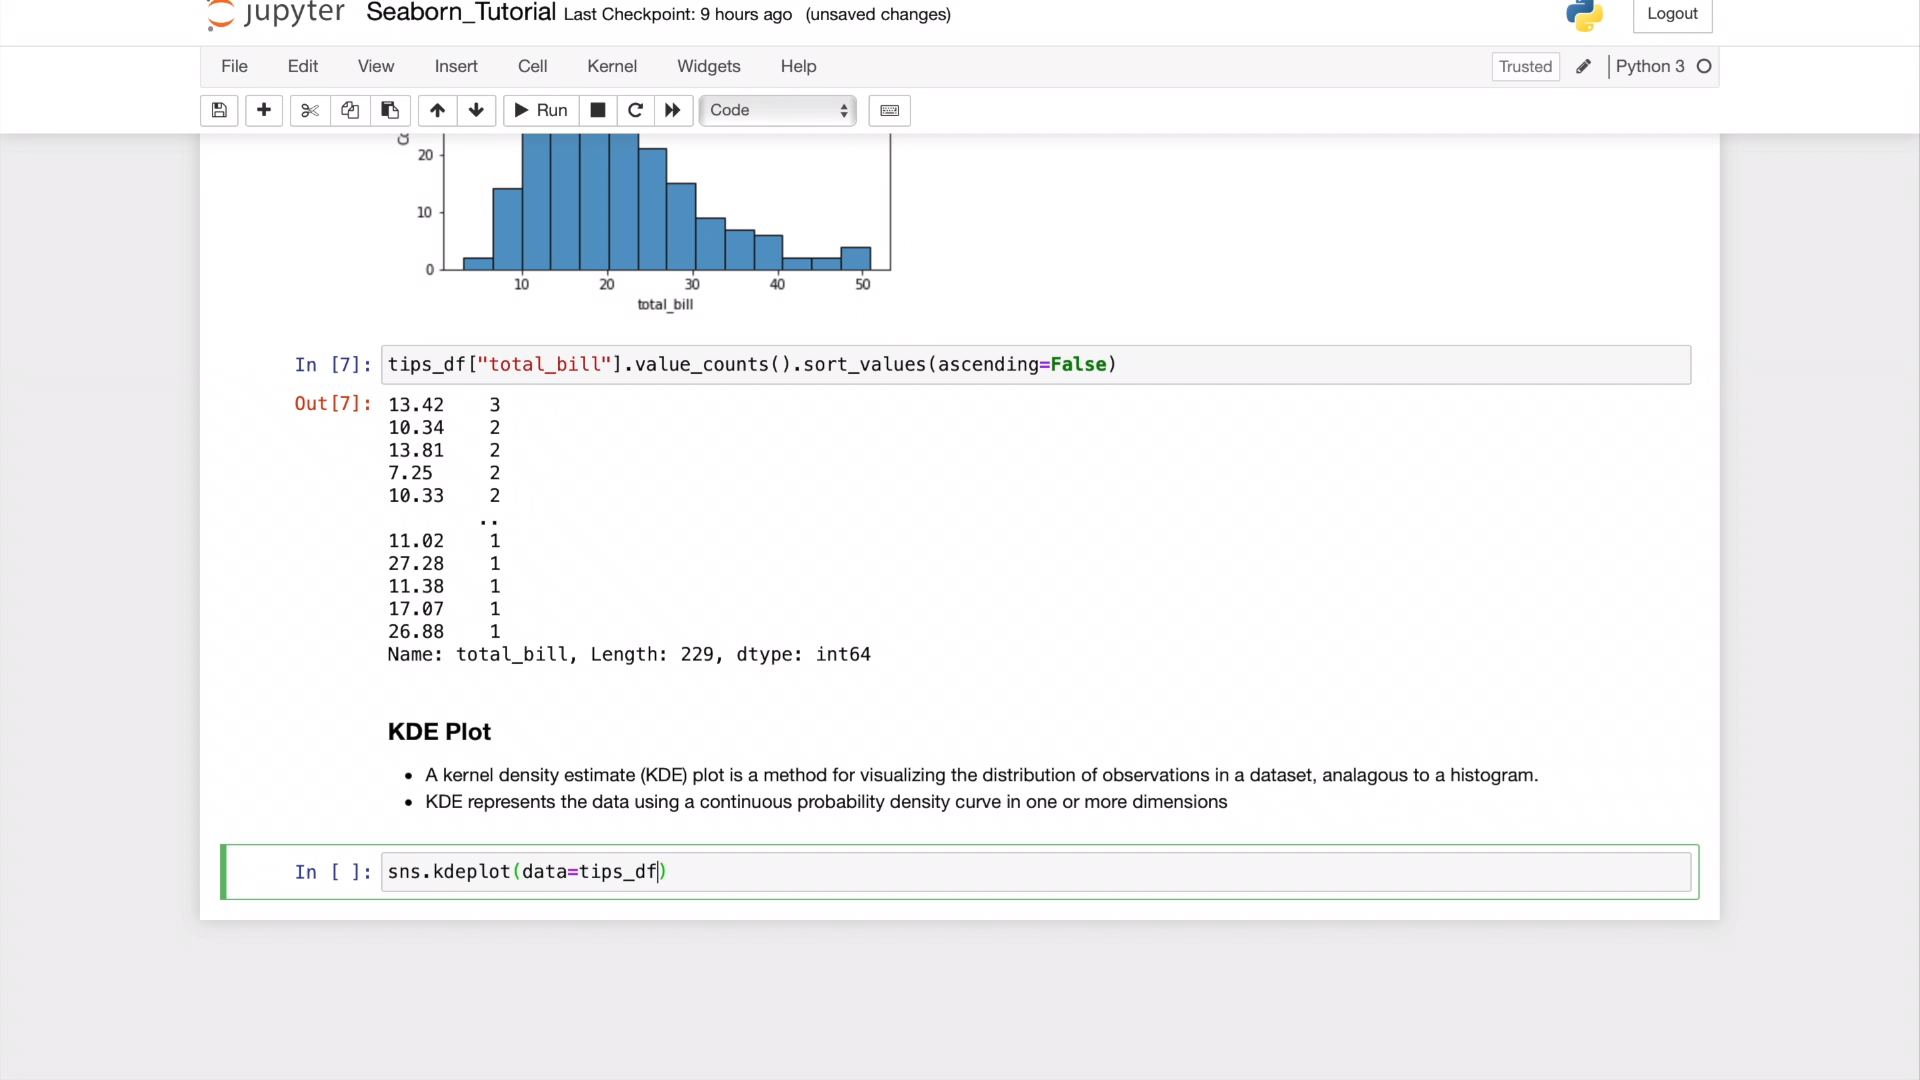 jupyter Seaborn_Tutorial Last Checkpoint: 9 hours ago (unsaved changes) Logout
File Edit View Insert Cell Kernel Widgets Help Trusted Python 3
Run Code
20
10
0
10 20 30 40 50
total_bill
In [7]: tips_df["total_bill"].value_counts().sort_values(ascending=False)
Out[7]: 13.42 3
10.34 2
13.81 2
7.25 2
10.33 2
..
11.02 1
27.28 1
11.38 1
17.07 1
26.88 1
Name: total_bill, Length: 229, dtype: int64
KDE Plot
• A kernel density estimate (KDE) plot is a method for visualizing the distribution of observations in a dataset, analagous to a histogram.
• KDE represents the data using a continuous probability density curve in one or more dimensions
In [ ]: sns.kdeplot(data=tips_df)